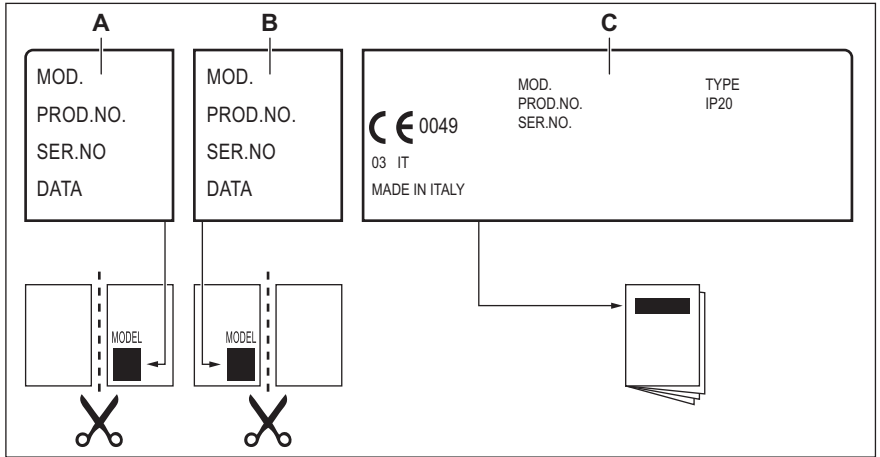 A
B
C
MOD.
PROD.NO.
SER.NO
DATA
MOD.
PROD.NO.
SER.NO
DATA
MOD.
PROD.NO.
SER.NO.
TYPE
IP20
CE 0049
03 IT
MADE IN ITALY
MODEL
MODEL